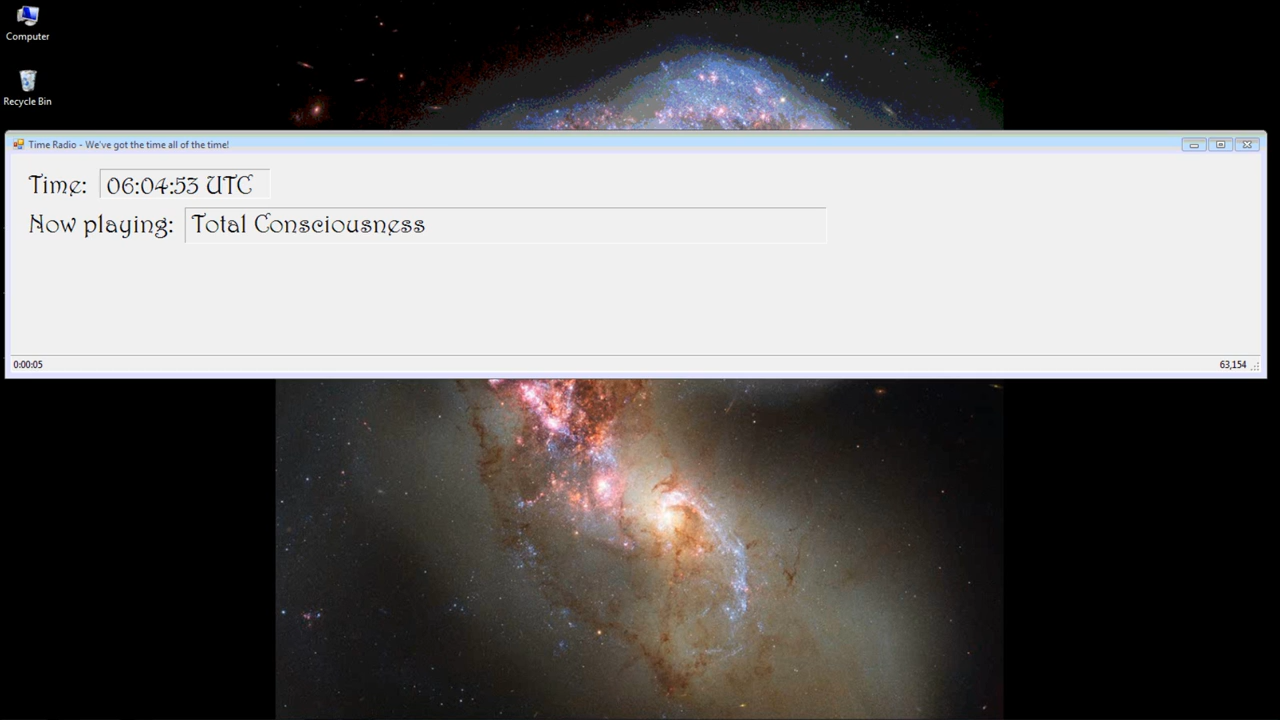 Computer
Recycle Bin
Time Radio - We've got the time all of the time!
Time: 06:04:53 UTC
Now playing: Total Consciousness
0:00:05 63,154